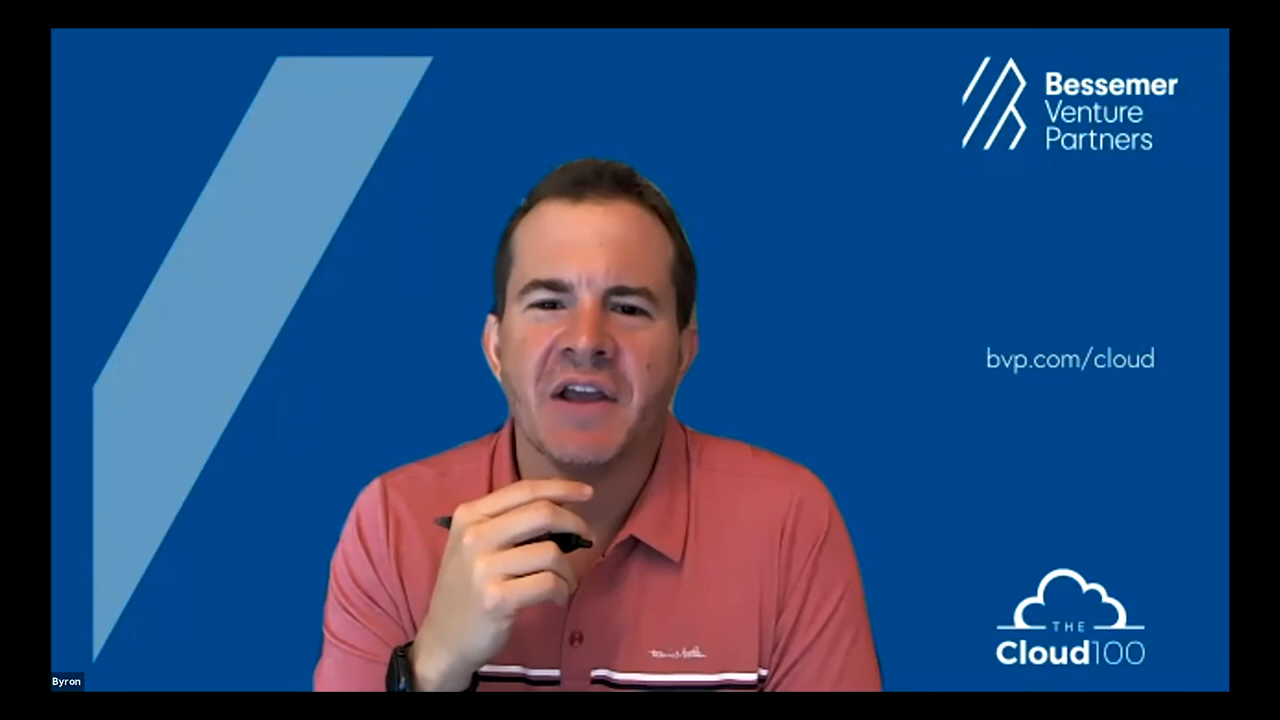 Bessemer
Venture
Partners
bvp.com/cloud
THE
Cloud100
Byron